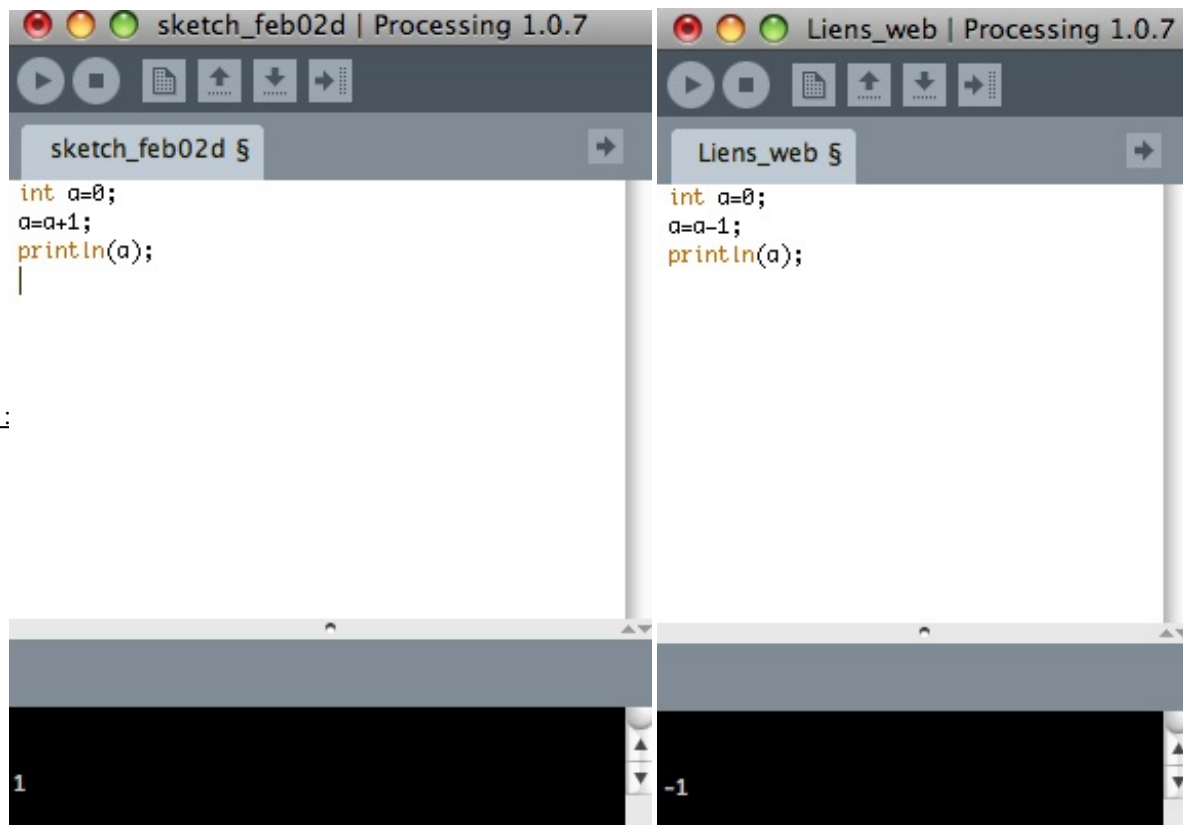 sketch_feb02d | Processing 1.0.7
sketch_feb02d §
int a=0;
a=a+1;
println(a);
1
:
Liens_web | Processing 1.0.7
Liens_web §
int a=0;
a=a-1;
println(a);
-1